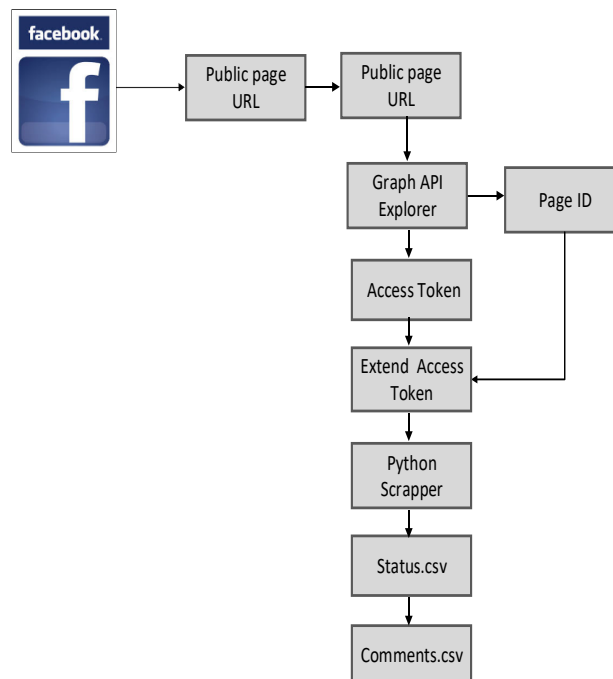 facebook.
f
Public page
URL
Public page
URL
Graph API
Explorer
Page ID
Access Token
Extend Access
Token
Python
Scrapper
Status.csv
Comments.csv